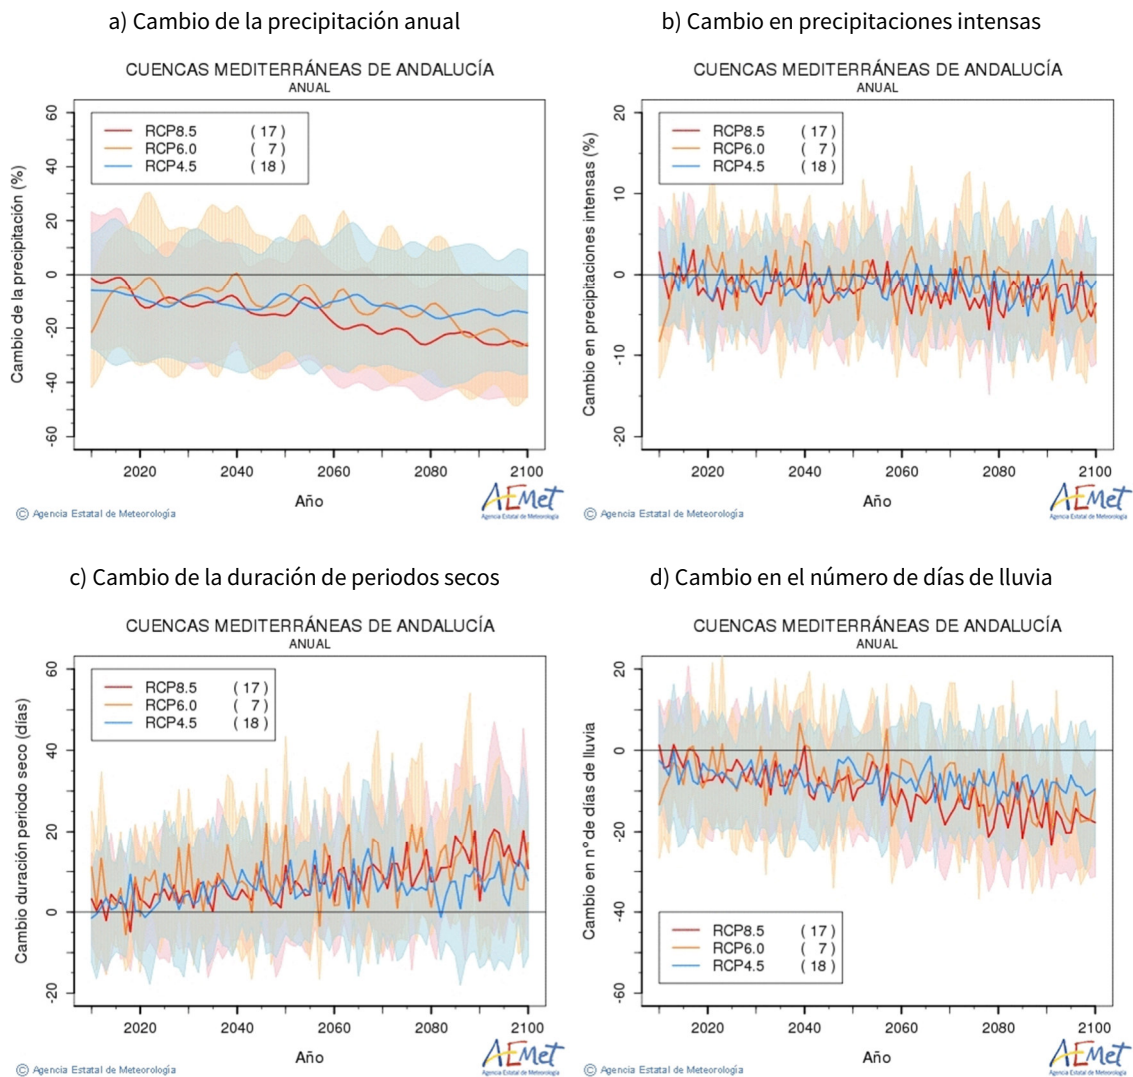 a) Cambio de la precipitación anual
CUENCAS MEDITERRÁNEAS DE ANDALUCÍA
ANUAL
Cambio de la precipitación (%)
60
40
20
0
-20
-40
-60
RCP8.5 ( 17 )
RCP6.0 ( 7 )
RCP4.5 ( 18 )
2020 2040 2060 2080 2100
Año
© Agencia Estatal de Meteorología
AEMet
Agencia Estatal de Meteorología
b) Cambio en precipitaciones intensas
CUENCAS MEDITERRÁNEAS DE ANDALUCÍA
ANUAL
Cambio en precipitaciones intensas (%)
20
10
0
-10
-20
RCP8.5 ( 17 )
RCP6.0 ( 7 )
RCP4.5 ( 18 )
2020 2040 2060 2080 2100
Año
© Agencia Estatal de Meteorología
AEMet
Agencia Estatal de Meteorología
c) Cambio de la duración de periodos secos
CUENCAS MEDITERRÁNEAS DE ANDALUCÍA
ANUAL
Cambio duración periodo seco (días)
60
40
20
0
-20
RCP8.5 ( 17 )
RCP6.0 ( 7 )
RCP4.5 ( 18 )
2020 2040 2060 2080 2100
Año
© Agencia Estatal de Meteorología
AEMet
Agencia Estatal de Meteorología
d) Cambio en el número de días de lluvia
CUENCAS MEDITERRÁNEAS DE ANDALUCÍA
ANUAL
Cambio en nº de días de lluvia
20
0
-20
-40
-60
RCP8.5 ( 17 )
RCP6.0 ( 7 )
RCP4.5 ( 18 )
2020 2040 2060 2080 2100
Año
© Agencia Estatal de Meteorología
AEMet
Agencia Estatal de Meteorología